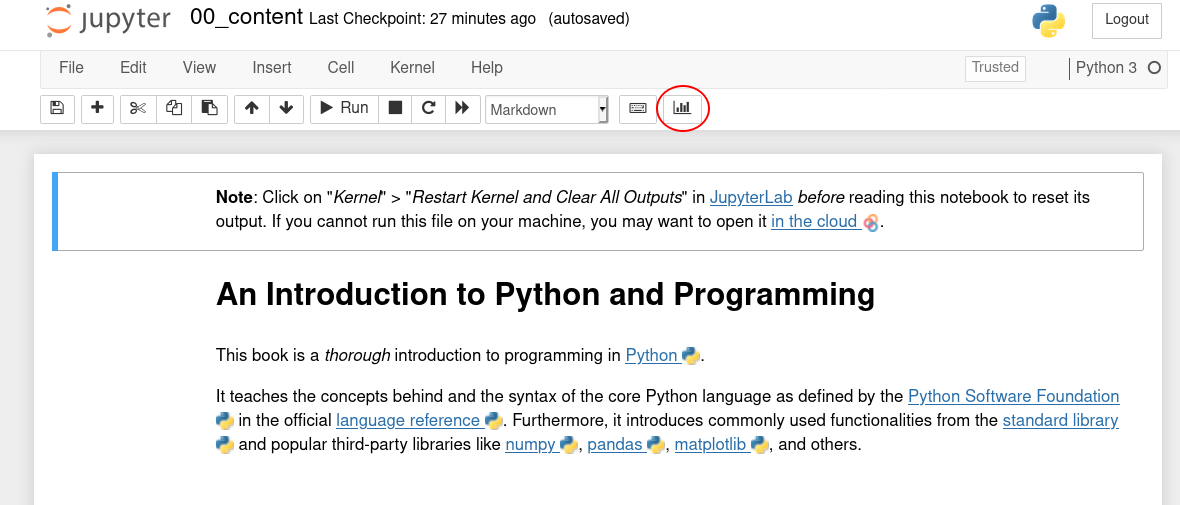 jupyter 00_content Last Checkpoint: 27 minutes ago (autosaved) Logout
File Edit View Insert Cell Kernel Help Trusted Python 3
Run Markdown
Note: Click on "Kernel" > "Restart Kernel and Clear All Outputs" in JupyterLab before reading this notebook to reset its
output. If you cannot run this file on your machine, you may want to open it in the cloud.
An Introduction to Python and Programming
This book is a thorough introduction to programming in Python.
It teaches the concepts behind and the syntax of the core Python language as defined by the Python Software Foundation
in the official language reference. Furthermore, it introduces commonly used functionalities from the standard library
and popular third-party libraries like numpy, pandas, matplotlib, and others.